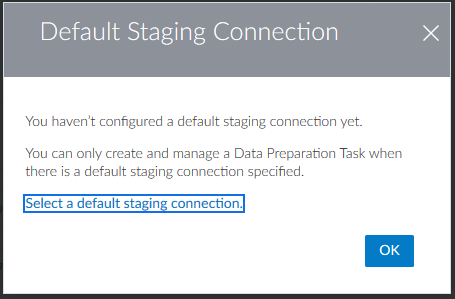 Default Staging Connection
You haven't configured a default staging connection yet.
You can only create and manage a Data Preparation Task when
there is a default staging connection specified.
Select a default staging connection.
OK